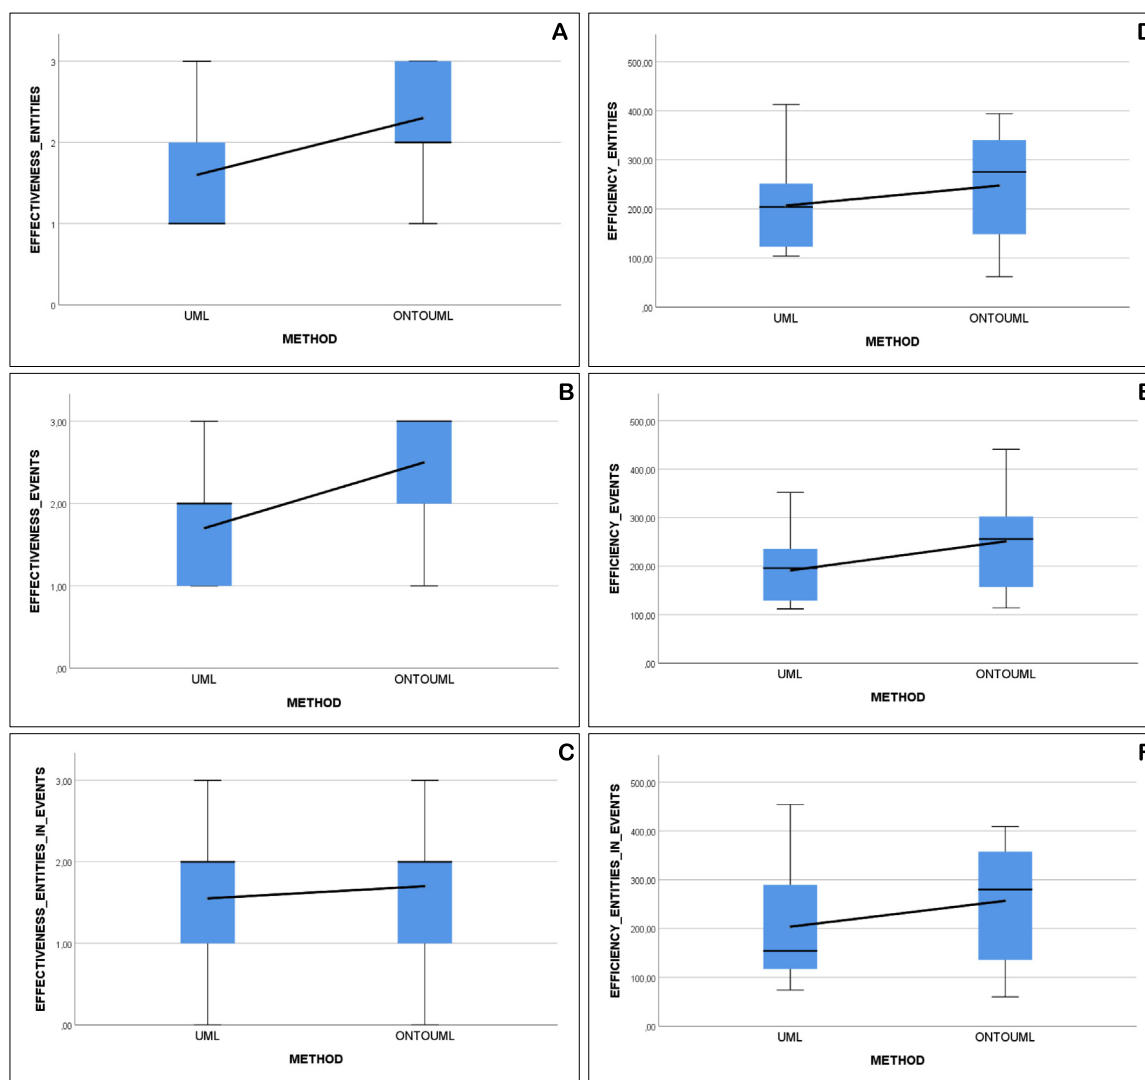 A
EFFECTIVENESS_ENTITIES
3
2
1
0
UML ONTOUML
METHOD
D
EFFICIENCY_ENTITIES
500,00
400,00
300,00
200,00
100,00
,00
UML ONTOUML
METHOD
B
EFFECTIVENESS_EVENTS
3,00
2,00
1,00
,00
UML ONTOUML
METHOD
E
EFFICIENCY_EVENTS
500,00
400,00
300,00
200,00
100,00
,00
UML ONTOUML
METHOD
C
EFFECTIVENESS_ENTITIES_IN_EVENTS
3,00
2,00
1,00
,00
UML ONTOUML
METHOD
F
EFFICIENCY_ENTITIES_IN_EVENTS
500,00
400,00
300,00
200,00
100,00
,00
UML ONTOUML
METHOD